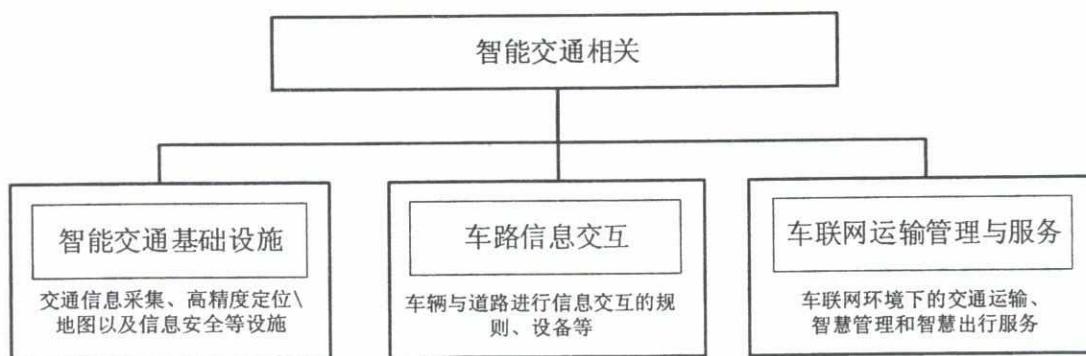 智能交通相关
智能交通基础设施
交通信息采集、高精度定位\
地图以及信息安全等设施
车路信息交互
车辆与道路进行信息交互的规
则、设备等
车联网运输管理与服务
车联网环境下的交通运输、
智慧管理和智慧出行服务